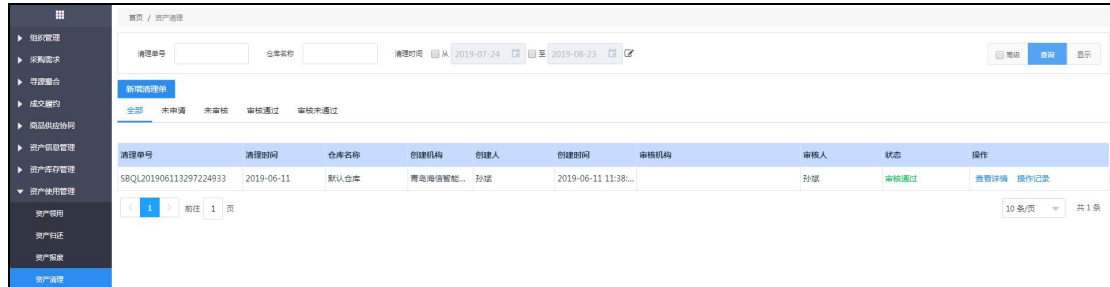 首页 / 资产清理
组织管理
采购需求
寻源撮合
成交履约
商品供应协同
资产信息管理
资产库存管理
资产使用管理
资产领用
资产归还
资产报废
资产清理
清理单号 仓库名称 清理时间 从 2019-07-24 至 2019-08-23 高级 查询 显示
新增清理单
全部 未申请 未审核 审核通过 审核未通过
清理单号 清理时间 仓库名称 创建机构 创建人 创建时间 审核机构 审核人 状态 操作
SBQL201906113297224933 2019-06-11 默认仓库 青岛海信智能... 孙斌 2019-06-11 11:38:... 孙斌 审核通过 查看详情 操作记录
1 前往 1 页 10 条/页 共 1 条